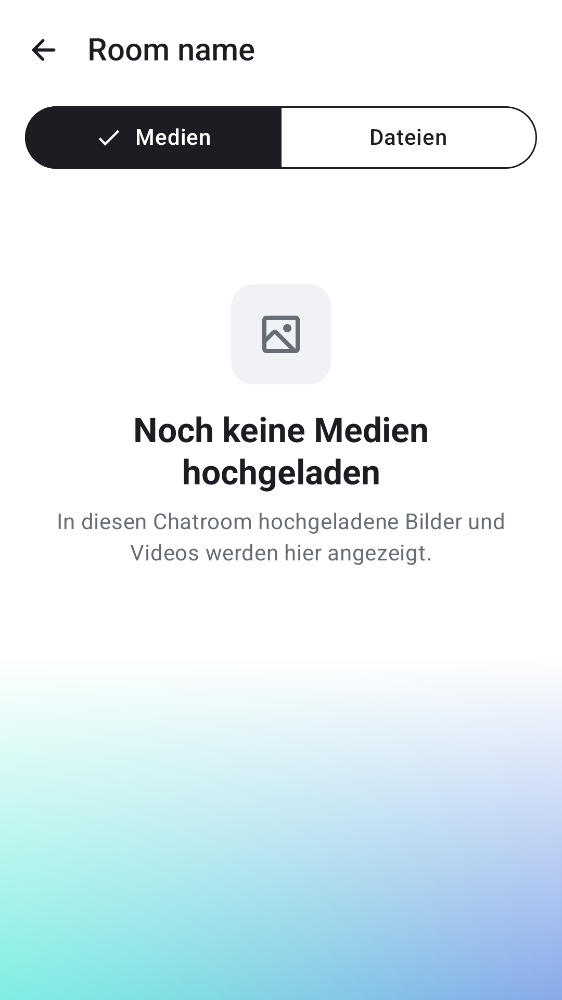 Room name
Medien
Dateien
Noch keine Medien
hochgeladen
In diesen Chatroom hochgeladene Bilder und
Videos werden hier angezeigt.